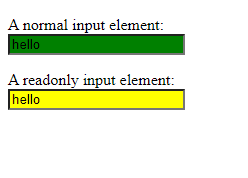 A normal input element:
hello
A readonly input element:
hello